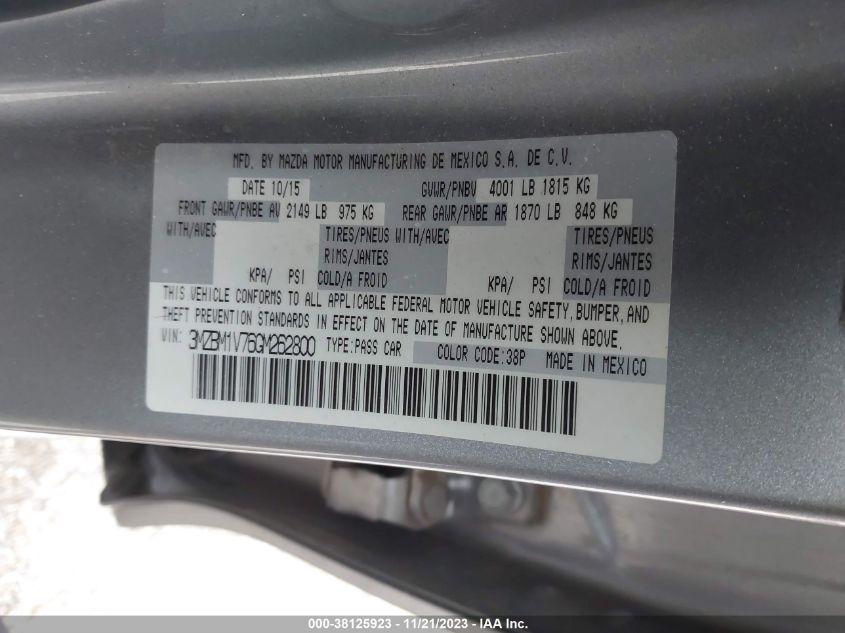 MFD. BY MAZDA MOTOR MANUFACTURING DE MEXICO S.A. DE C.V.
DATE 10/15 GVWR/PNBV 4001 LB 1815 KG
FRONT GAWR/PNBE AV 2149 LB 975 KG REAR GAWR/PNBE AR 1870 LB 848 KG
WITH/AVEC TIRES/PNEUS WITH/AVEC TIRES/PNEUS
RIMS/JANTES RIMS/JANTES
KPA/ PSI COLD/A FROID KPA/ PSI COLD/A FROID
THIS VEHICLE CONFORMS TO ALL APPLICABLE FEDERAL MOTOR VEHICLE SAFETY, BUMPER, AND
THEFT PREVENTION STANDARDS IN EFFECT ON THE DATE OF MANUFACTURE SHOWN ABOVE.
VIN: 3MZBM1V76GM262800 TYPE:PASS CAR COLOR CODE:38P MADE IN MEXICO
000-38125923 - 11/21/2023 - IAA Inc.